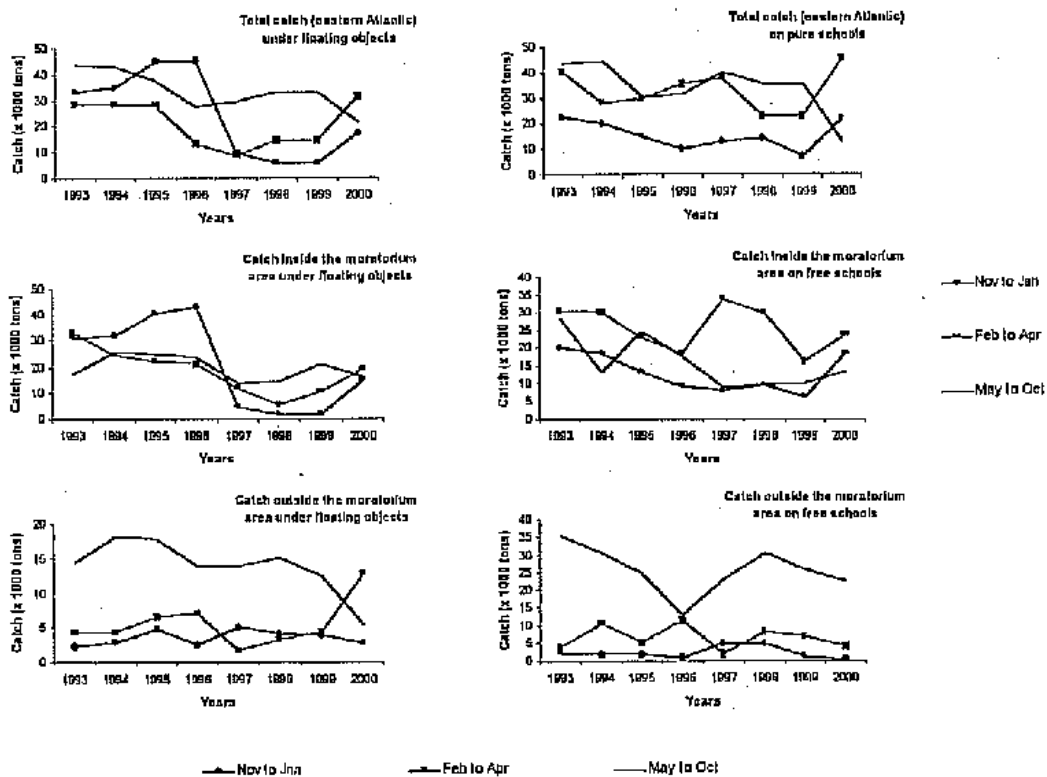 Total catch (eastern Atlantic)
under floating objects
Catch (x 1000 tons)
50
40
30
20
10
0
1993 1994 1995 1996 1997 1998 1999 2000
Years
Total catch (eastern Atlantic)
on pure schools
Catch (x 1000 tons)
50
40
30
20
10
0
1993 1994 1995 1996 1997 1998 1999 2000
Years
Catch inside the moratorium
area under floating objects
Catch (x 1000 tons)
50
40
30
20
10
0
1993 1994 1995 1996 1997 1998 1999 2000
Years
Catch inside the moratorium
area on free schools
Catch (x 1000 tons)
40
35
30
25
20
15
10
5
0
1993 1994 1995 1996 1997 1998 1999 2000
Years
Nov to Jan
Feb to Apr
May to Oct
Catch outside the moratorium
area under floating objects
Catch (x 1000 tons)
20
15
10
5
0
1993 1994 1995 1996 1997 1998 1999 2000
Years
Catch outside the moratorium
area on free schools
Catch (x 1000 tons)
40
35
30
25
20
15
10
5
0
1993 1994 1995 1996 1997 1998 1999 2000
Years
Nov to Jan Feb to Apr May to Oct